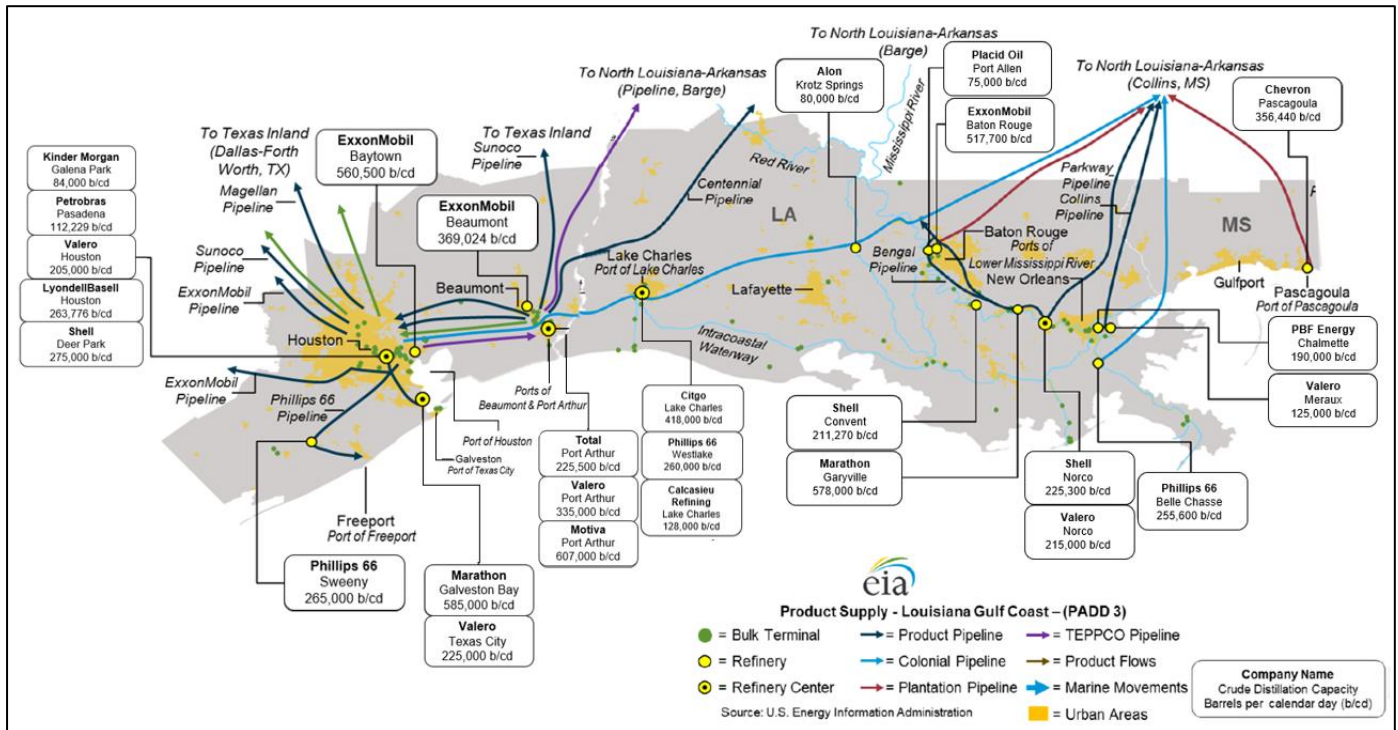 To North Louisiana-Arkansas
(Barge)
To North Louisiana-Arkansas
(Pipeline, Barge)
To North Louisiana-Arkansas
(Collins, MS)
Placid Oil
Port Allen
75,000 b/cd
Alon
Krotz Springs
80,000 b/cd
Chevron
Pascagoula
356,440 b/cd
ExxonMobil
Baton Rouge
517,700 b/cd
Mississippi River
To Texas Inland
(Dallas-Forth
Worth, TX)
Magellan
Pipeline
ExxonMobil
Baytown
560,500 b/cd
To Texas Inland
Sunoco
Pipeline
Kinder Morgan
Galena Park
84,000 b/cd
Petrobras
Pasadena
112,229 b/cd
Valero
Houston
205,000 b/cd
LyondellBasell
Houston
263,776 b/cd
Shell
Deer Park
275,000 b/cd
Red River
Centennial
Pipeline
Parkway
Pipeline
Collins
Pipeline
ExxonMobil
Beaumont
369,024 b/cd
LA
MS
Sunoco
Pipeline
ExxonMobil
Pipeline
Lake Charles
Port of Lake Charles
Baton Rouge
Ports of
Lower Mississippi River
New Orleans
Bengal
Pipeline
Beaumont
Lafayette
Gulfport
Pascagoula
Port of Pascagoula
Houston
Intracoastal
Waterway
ExxonMobil
Pipeline
Phillips 66
Pipeline
Ports of
Beaumont & Port Arthur
PBF Energy
Chalmette
190,000 b/cd
Valero
Meraux
125,000 b/cd
Port of Houston
Galveston
Port of Texas City
Citgo
Lake Charles
418,000 b/cd
Phillips 66
Westlake
260,000 b/cd
Calcasieu
Refining
Lake Charles
128,000 b/cd
Total
Port Arthur
225,500 b/cd
Valero
Port Arthur
335,000 b/cd
Motiva
Port Arthur
607,000 b/cd
Shell
Convent
211,270 b/cd
Marathon
Garyville
578,000 b/cd
Shell
Norco
225,300 b/cd
Valero
Norco
215,000 b/cd
Phillips 66
Belle Chasse
255,600 b/cd
Freeport
Port of Freeport
Phillips 66
Sweeny
265,000 b/cd
Marathon
Galveston Bay
585,000 b/cd
Valero
Texas City
225,000 b/cd
eia
Product Supply - Louisiana Gulf Coast – (PADD 3)
= Bulk Terminal
= Product Pipeline
= TEPPCO Pipeline
= Refinery
= Colonial Pipeline
= Product Flows
= Refinery Center
= Plantation Pipeline
= Marine Movements
= Urban Areas
Source: U.S. Energy Information Administration
Company Name
Crude Distillation Capacity
Barrels per calendar day (b/cd)